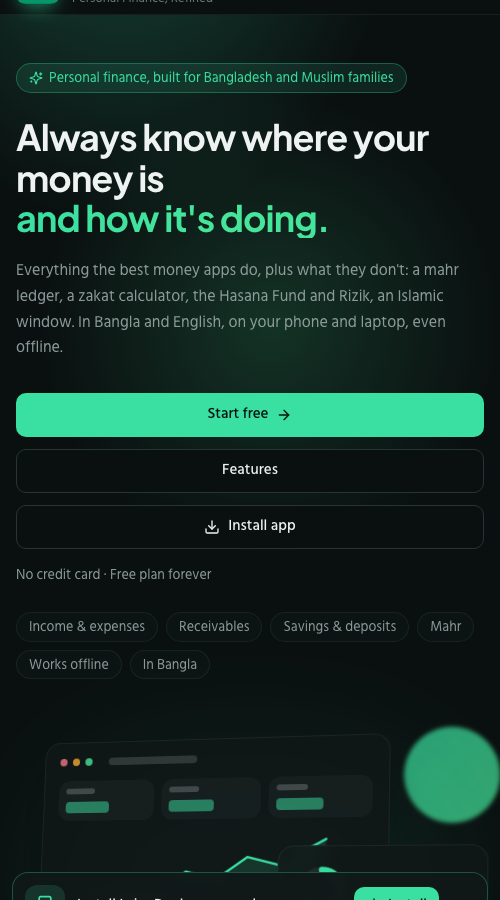 Personal Finance, Refined
Personal finance, built for Bangladesh and Muslim families
Always know where your
money is
and how it's doing.
Everything the best money apps do, plus what they don't: a mahr
ledger, a zakat calculator, the Hasana Fund and Rizik, an Islamic
window. In Bangla and English, on your phone and laptop, even
offline.
Start free
Features
Install app
No credit card · Free plan forever
Income & expenses
Receivables
Savings & deposits
Mahr
Works offline
In Bangla